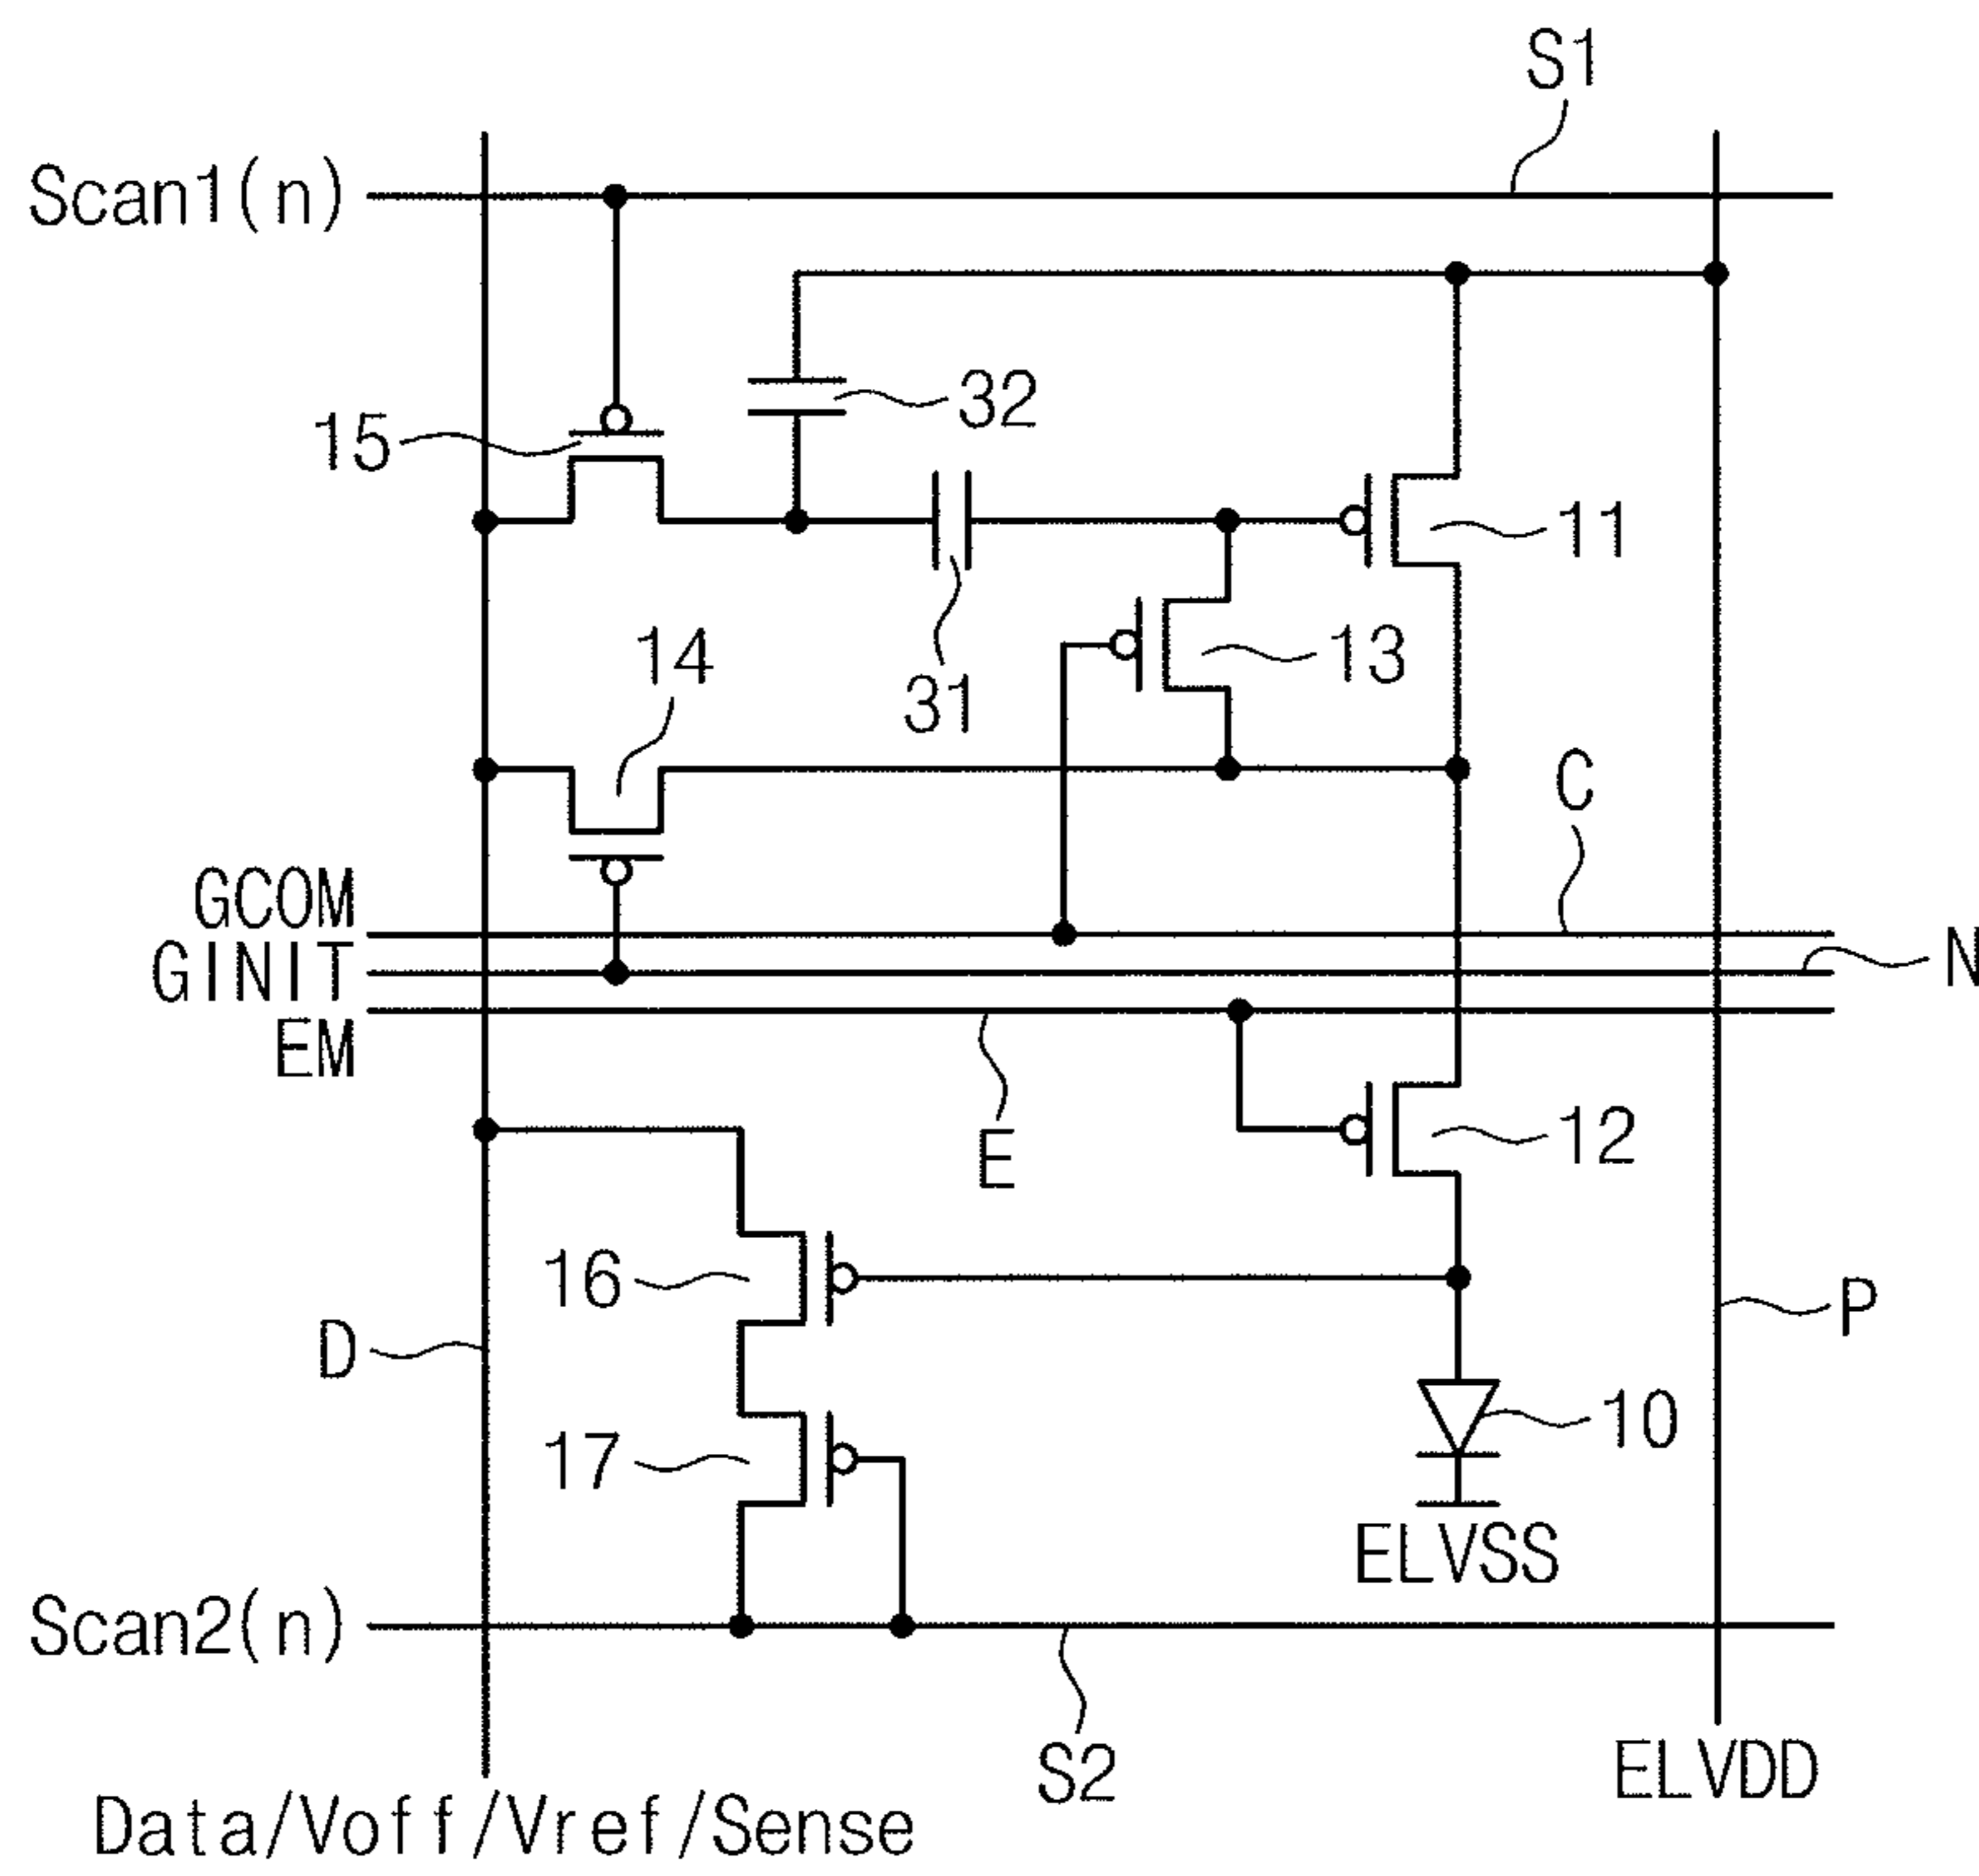 S1
Scan1(n)
32
15
11
13
14
31
C
GCOM
GINIT
N
EM
E
12
16
P
D
10
17
ELVSS
Scan2(n)
S2
ELVDD
Data/Voff/Vref/Sense